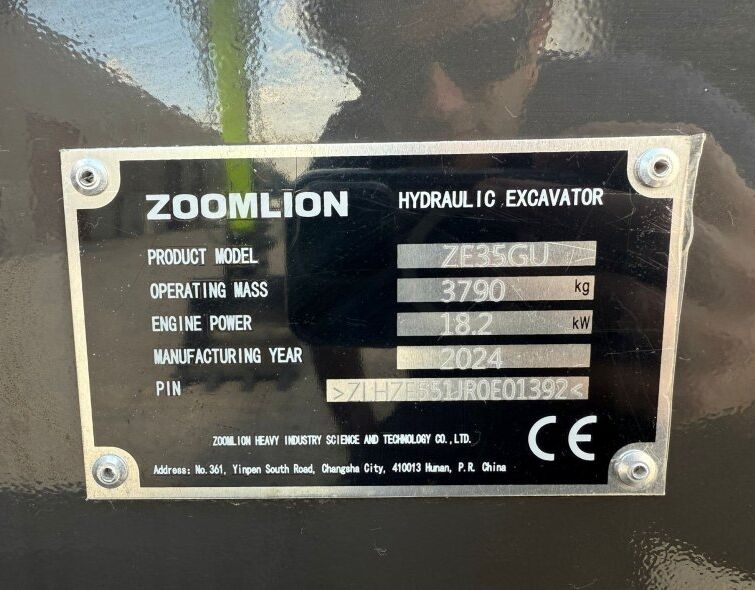 ZOOMLION HYDRAULIC EXCAVATOR
PRODUCT MODEL ZE35GU
OPERATING MASS 3790 kg
ENGINE POWER 18.2 kW
MANUFACTURING YEAR 2024
PIN
ZOOMLION HEAVY INDUSTRY SCIENCE AND TECHNOLOGY CO., LTD.
CE
Address: No.361, Yinpen South Road, Changsha City, 410013 Hunan, P.R. China